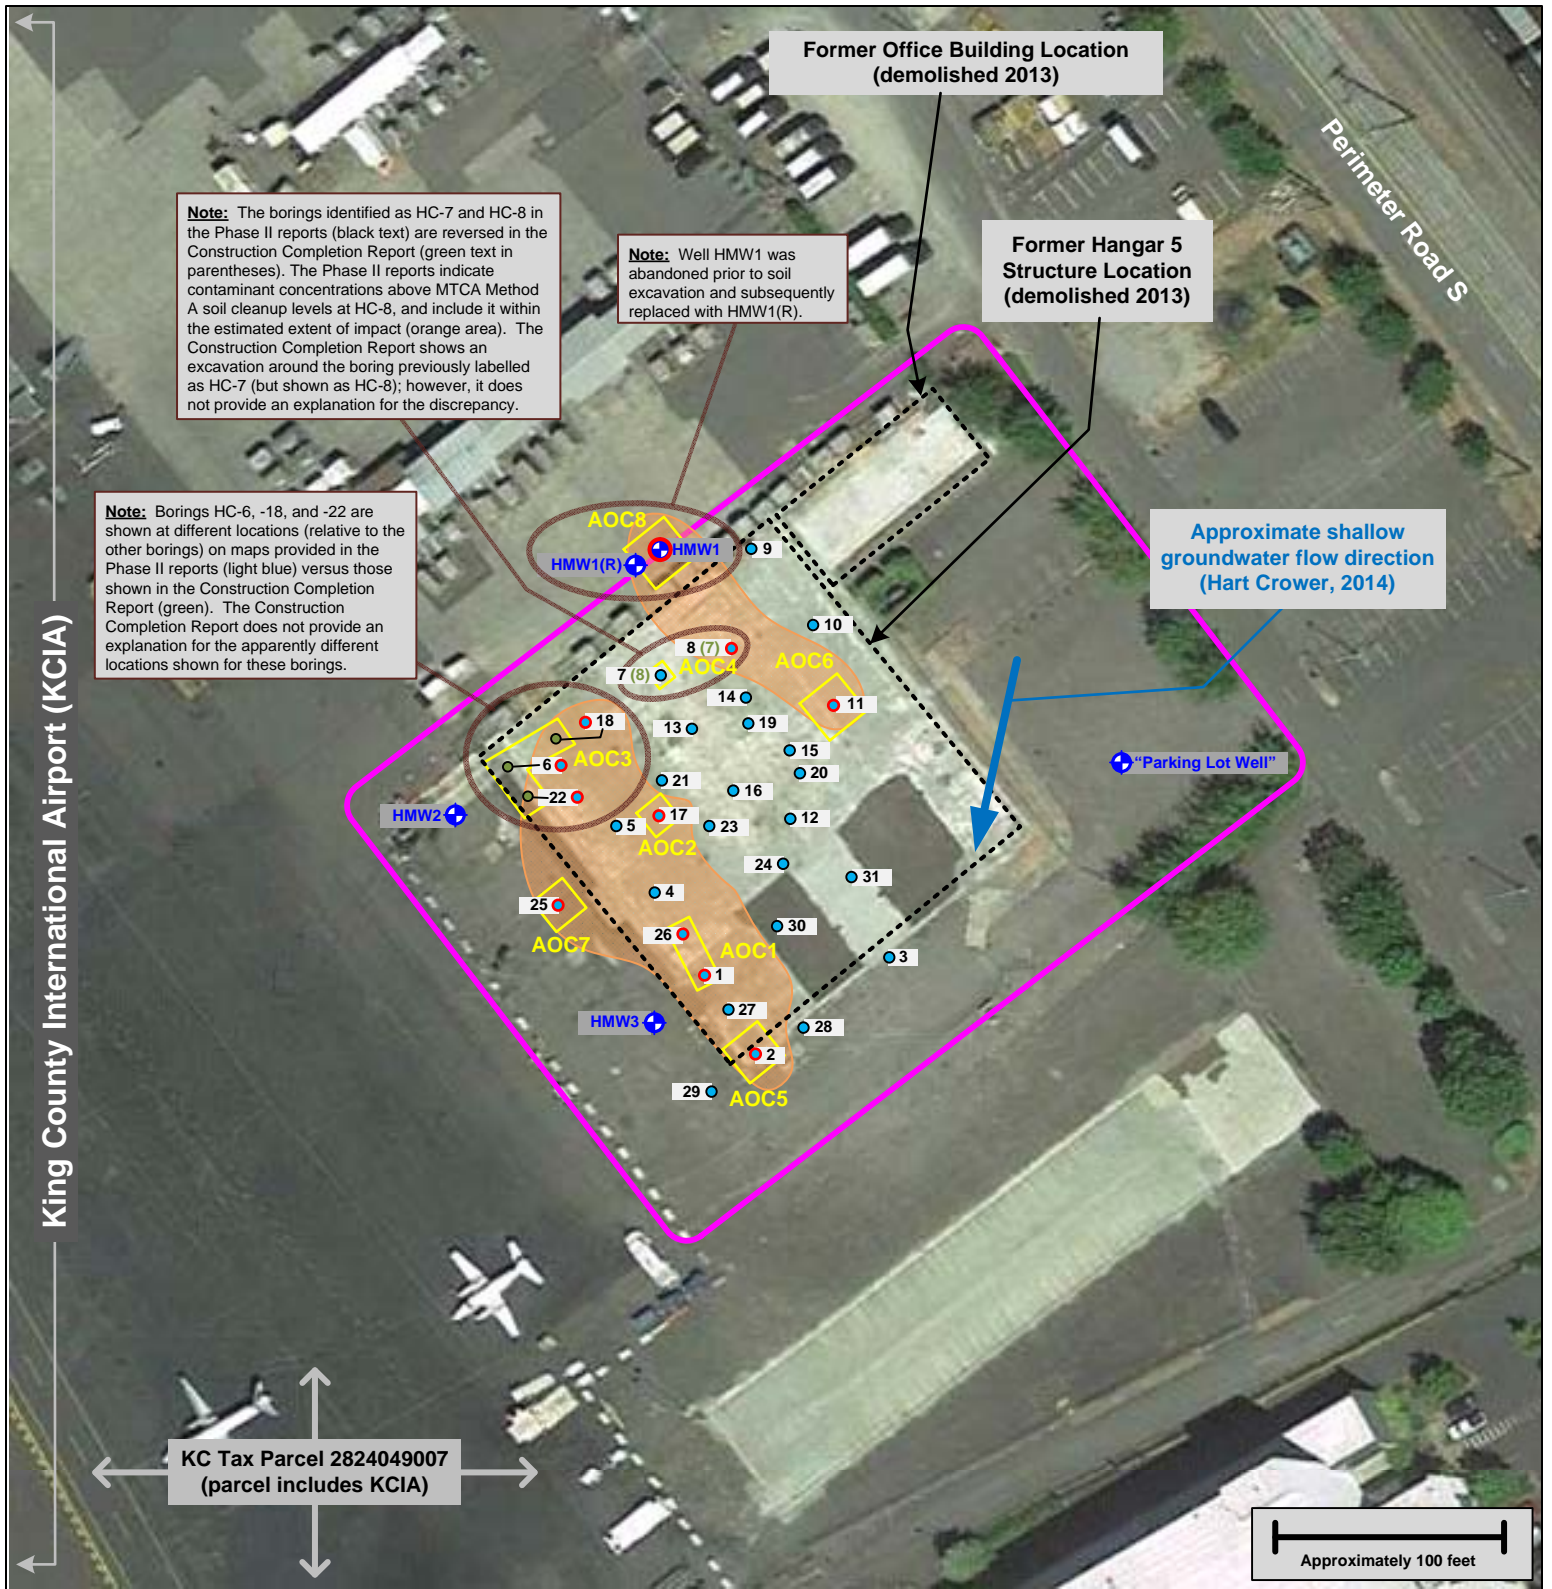 Former Office Building Location
(demolished 2013)
Perimeter Road S
Note: The borings identified as HC-7 and HC-8 in
the Phase II reports (black text) are reversed in the
Construction Completion Report (green text in
parentheses). The Phase II reports indicate
contaminant concentrations above MTCA Method
A soil cleanup levels at HC-8, and include it within
the estimated extent of impact (orange area). The
Construction Completion Report shows an
excavation around the boring previously labelled
as HC-7 (but shown as HC-8); however, it does
not provide an explanation for the discrepancy.
Note: Well HMW1 was
abandoned prior to soil
excavation and subsequently
replaced with HMW1(R).
Former Hangar 5
Structure Location
(demolished 2013)
Note: Borings HC-6, -18, and -22 are
shown at different locations (relative to the
other borings) on maps provided in the
Phase II reports (light blue) versus those
shown in the Construction Completion
Report (green). The Construction
Completion Report does not provide an
explanation for the apparently different
locations shown for these borings.
Approximate shallow
groundwater flow direction
(Hart Crower, 2014)
King County International Airport (KCIA)
AOC8
HMW1
HMW1(R)
9
10
8 (7)
AOC4
7 (8)
AOC6
14
11
18
13
19
AOC3
15
6
20
"Parking Lot Well"
21
16
22
HMW2
17
12
5
23
AOC2
24
31
4
25
30
26
AOC7
AOC1
3
1
27
HMW3
28
2
29
AOC5
KC Tax Parcel 2824049007
(parcel includes KCIA)
Approximately 100 feet